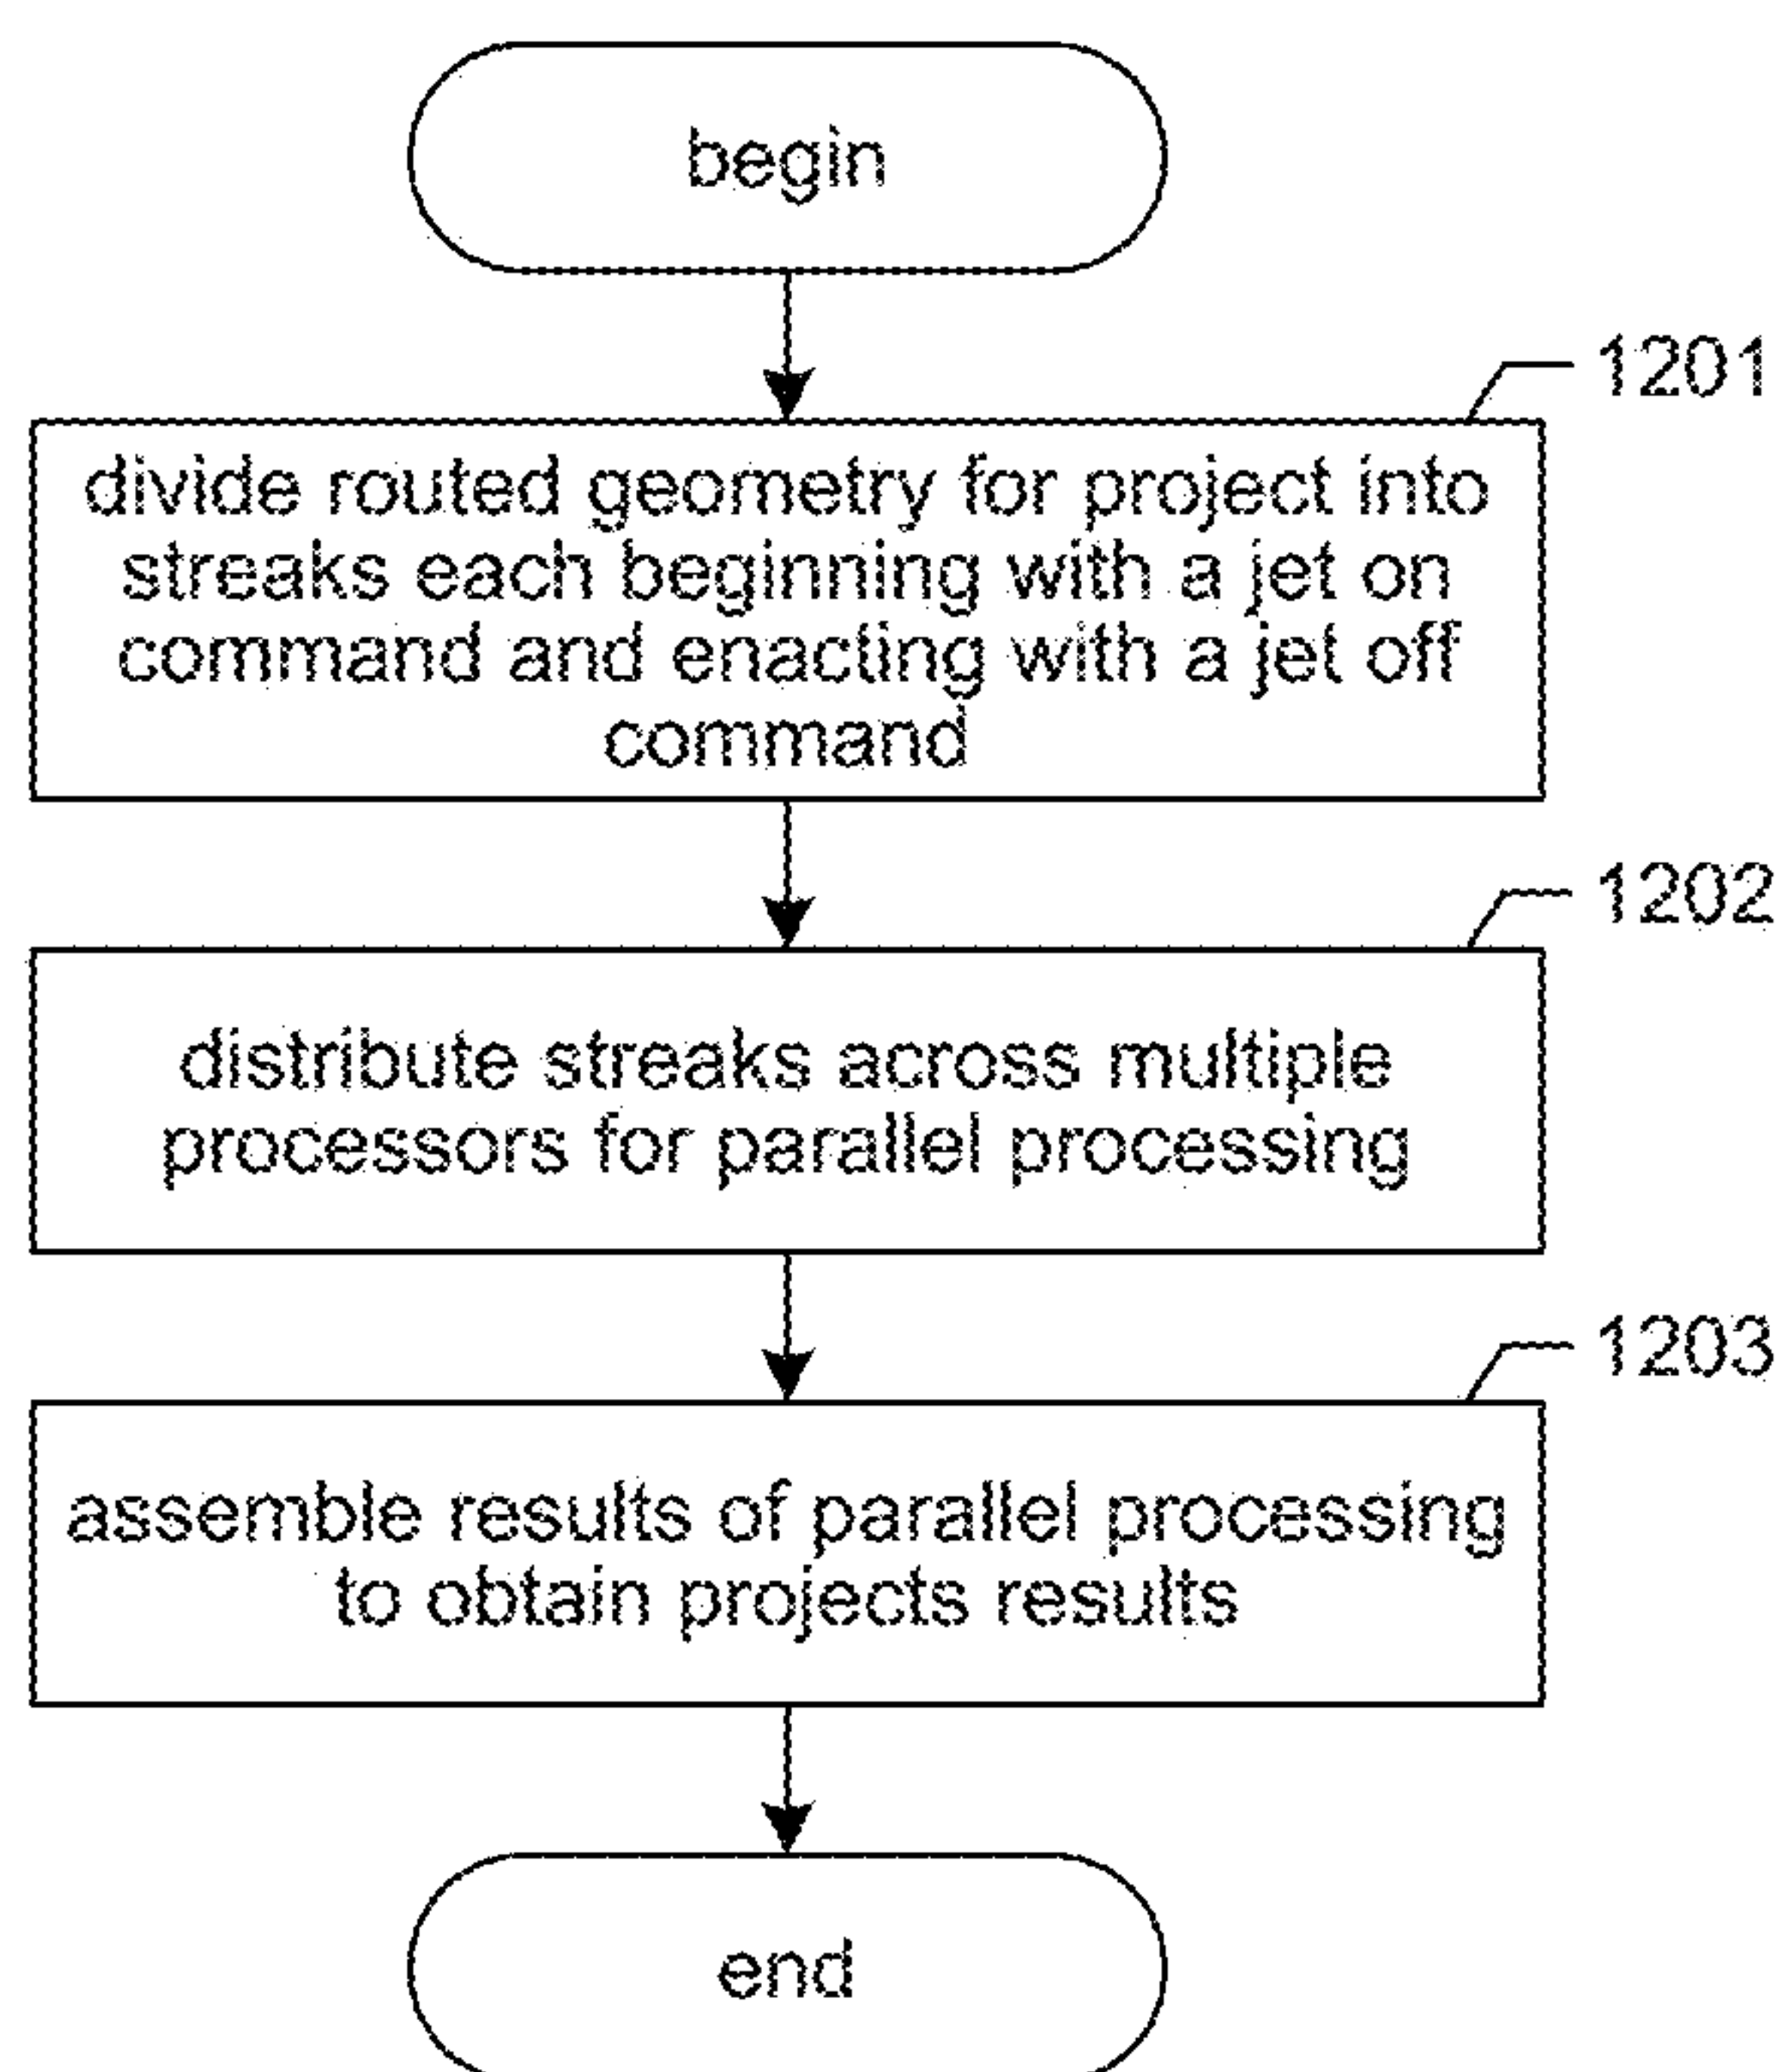 begin
1201
divide routed geometry for project into
streaks each beginning with a jet on
command and enacting with a jet off
command
1202
distribute streaks across multiple
processors for parallel processing
1203
assemble results of parallel processing
to obtain projects results
end